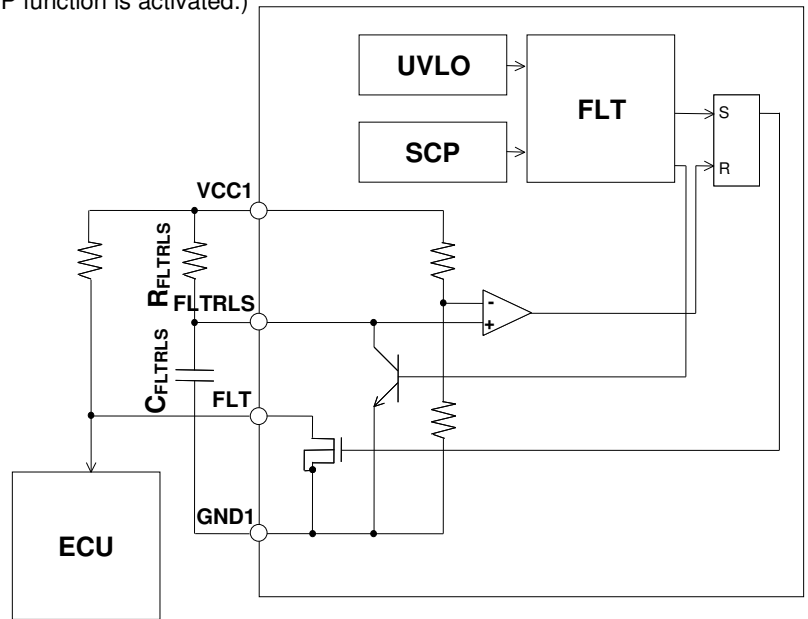 P function is activated.)
UVLO
FLT
S
SCP
R
VCC1
RFLTRLS
FLTRLS
-
+
CFLTRLS
FLT
GND1
ECU